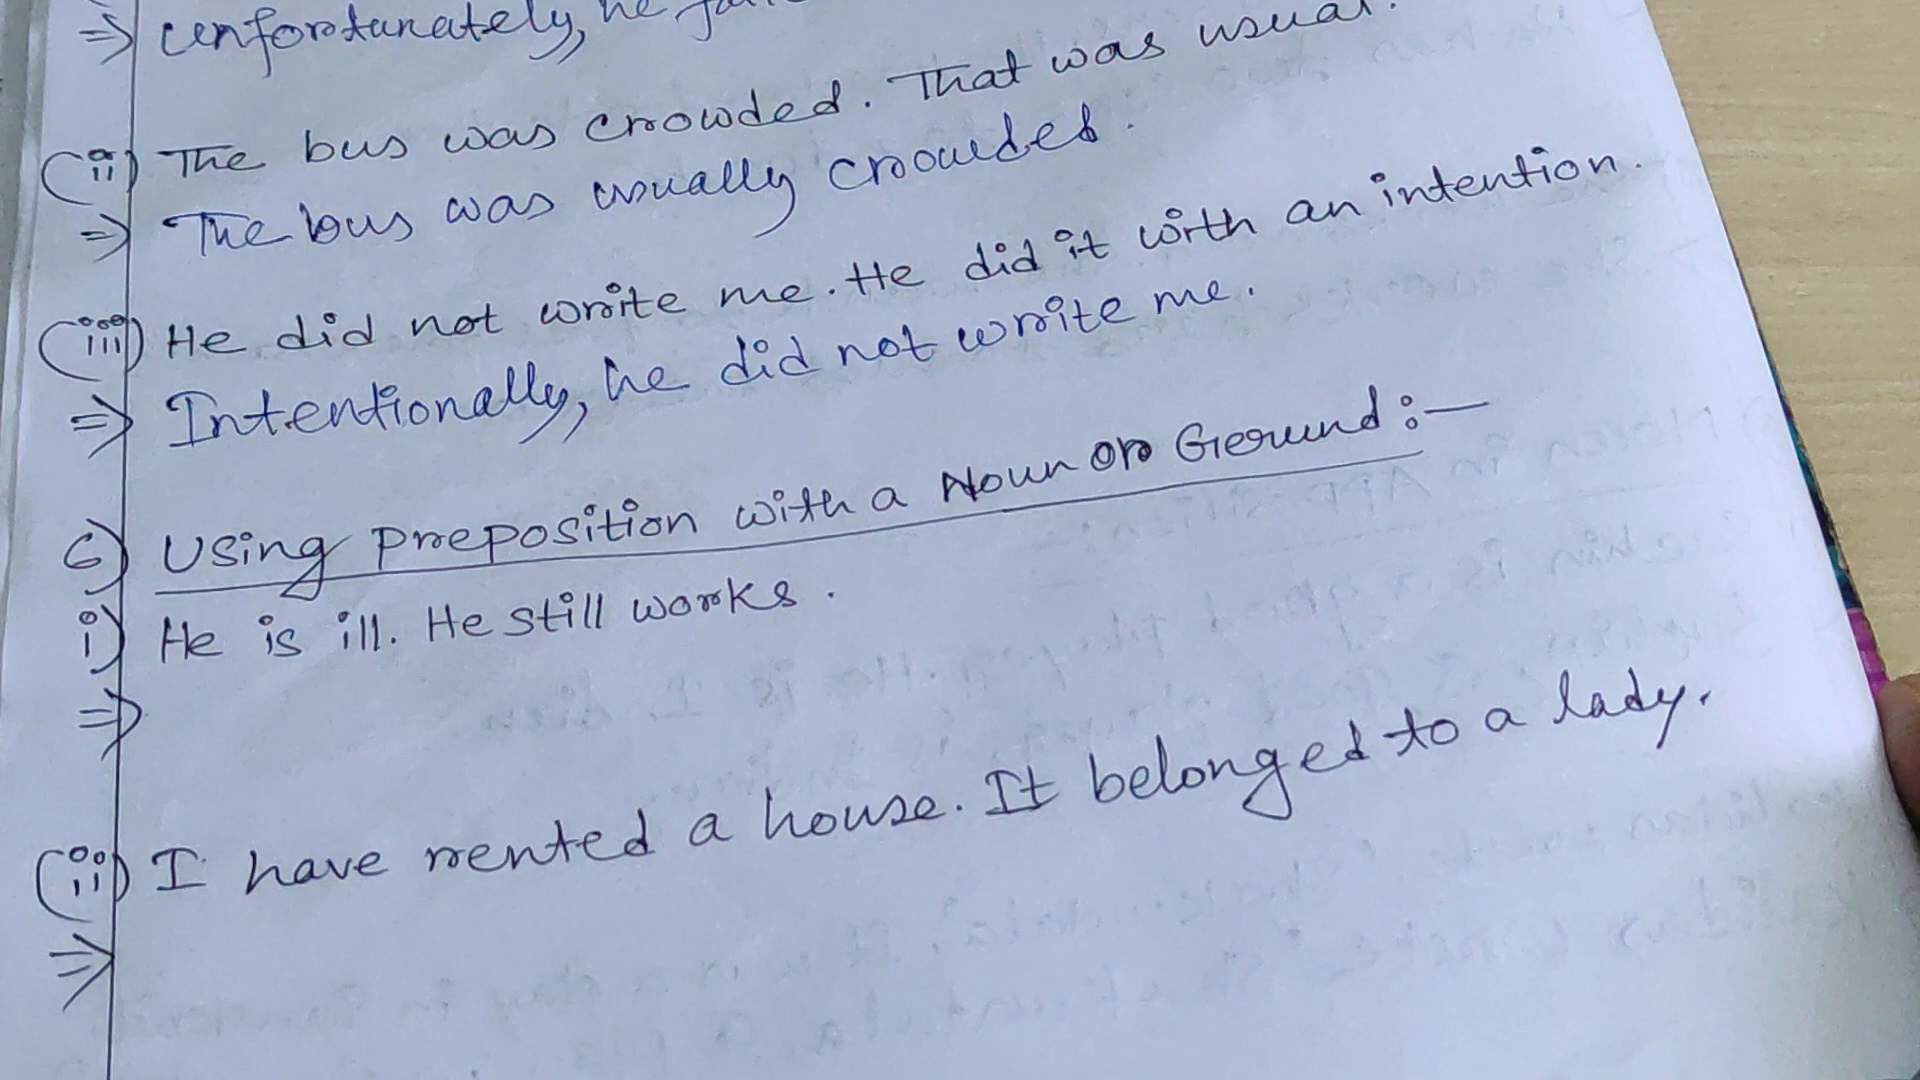 ⇒ unfortunately, he
(ii) The bus was crowded. That was usual.
⇒ The bus was usually crowded.
(iii) He did not write me. He did it with an intention.
⇒ Intentionally, he did not write me.
6) Using Preposition with a Noun or Gerund :—
i) He is ill. He still works.
⇒
(ii) I have rented a house. It belonged to a lady.
⇒